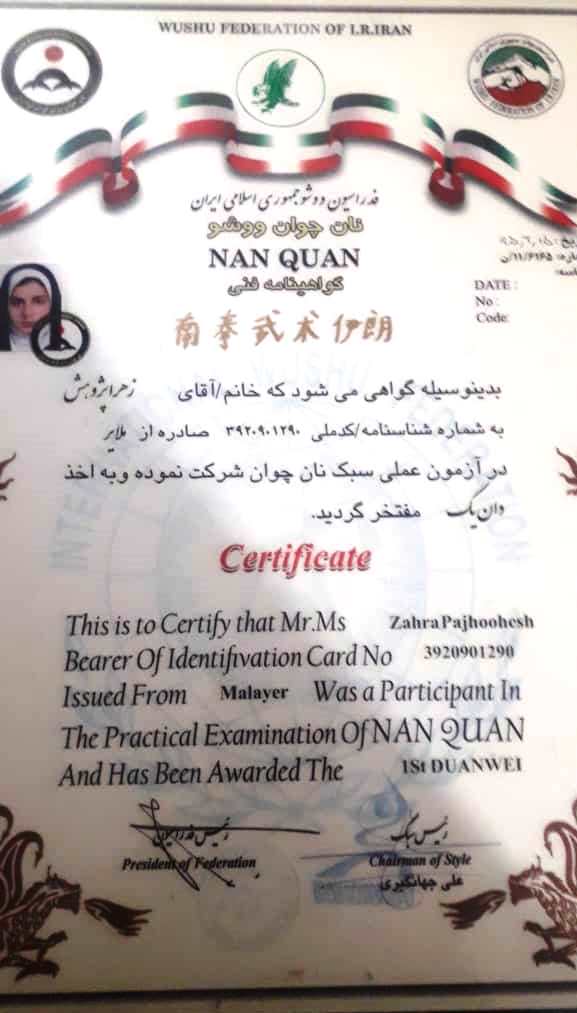 WUSHU FEDERATION OF I.R.IRAN
فدراسیون ووشو جمهوری اسلامی ایران
نان چوان ووشو
NAN QUAN
گواهینامه فنی
南拳武术伊朗
DATE :
No :
Code:
بدینوسیله گواهی می شود که خانم/آقای زهرا پژوهش
به شماره شناسنامه/کدملی ۳۹۲۰۹۰۱۲۹۰ صادره از ملایر
در آزمون عملی سبک نان چوان شرکت نموده وبه اخذ
دان یک مفتخر گردید.
Certificate
This is to Certify that Mr.Ms Zahra Pajhoohesh
Bearer Of Identifivation Card No 3920901290
Issued From Malayer Was a Participant In
The Practical Examination Of NAN QUAN
And Has Been Awarded The 1St DUANWEI
رئیس فدراسیون
President of Federation
رئیس سبک
Chairman of Style
علی جهانگیری